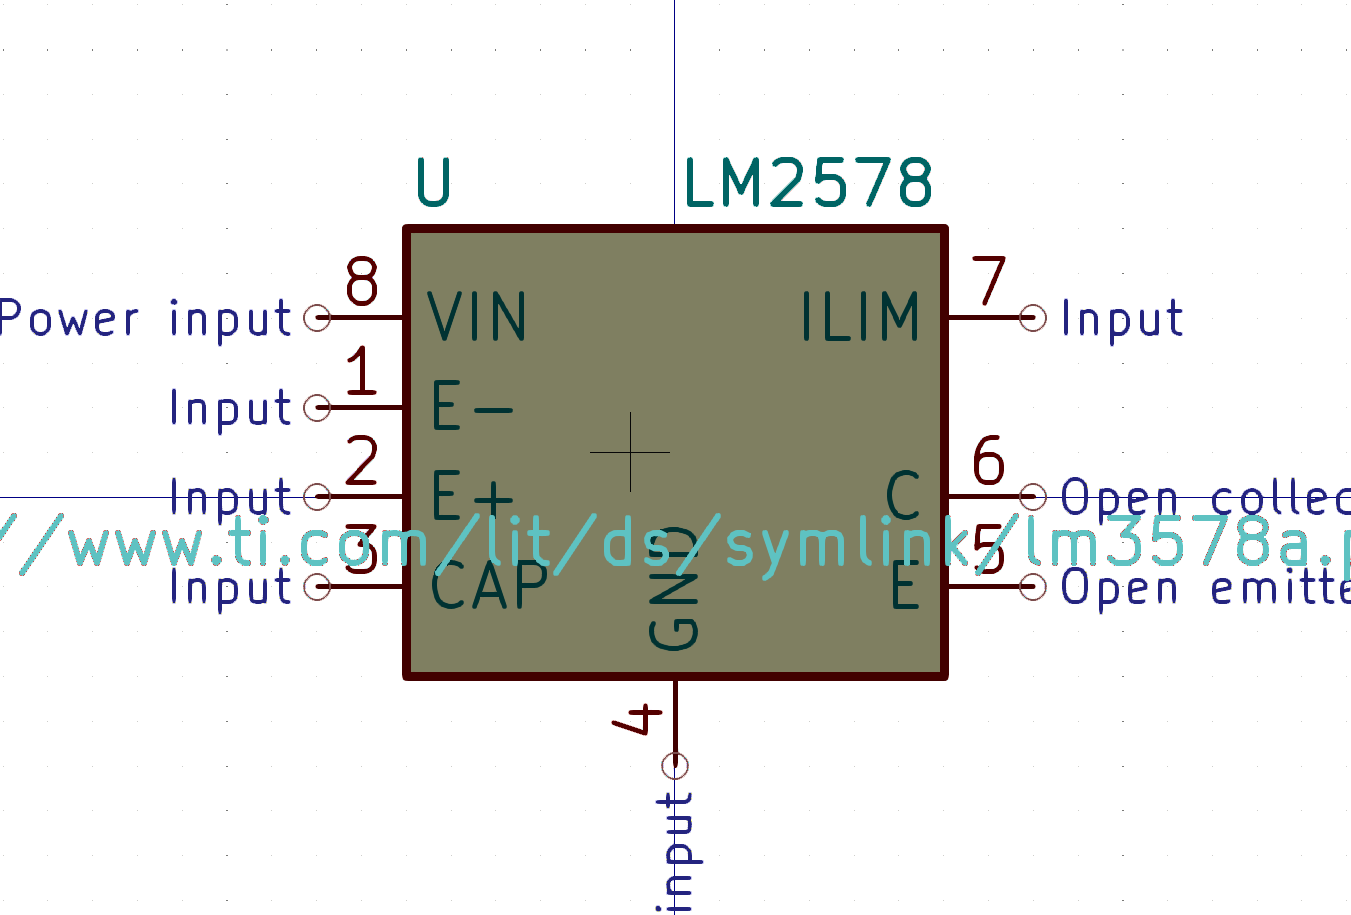 U LM2578
8 7
Power input VIN ILIM Input
1
Input E-
2 6
Input E+ C Open collec
//www.ti.com/lit/ds/symlink/lm3578a.p
3 5
Input CAP E Open emitte
GND
4
input